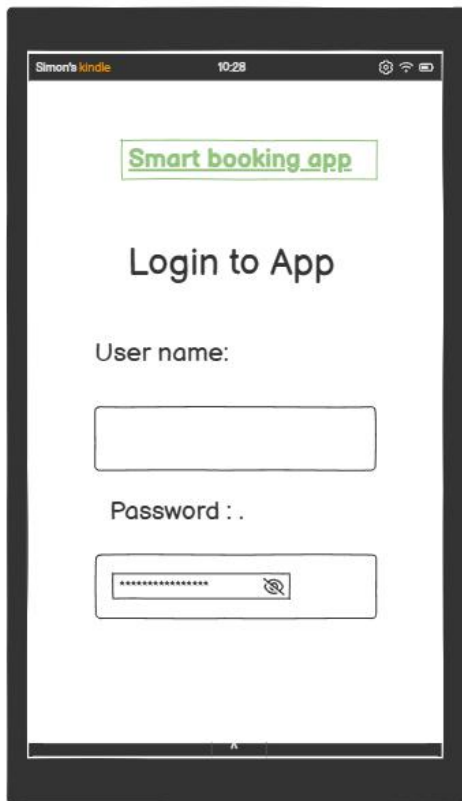 Simon's kindle 10:28
Smart booking app
Login to App
User name:
Password : .
****************